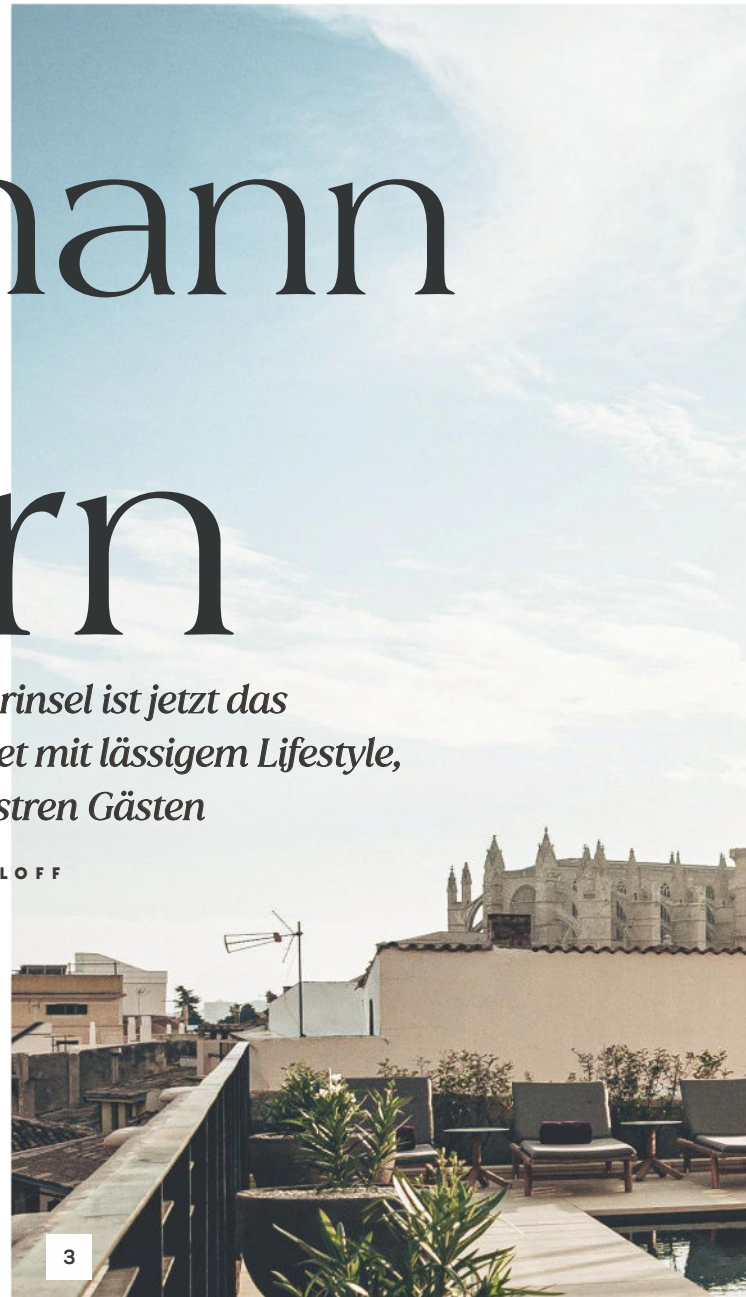 nann
rn
rinsel ist jetzt das
et mit lässigem Lifestyle,
stren Gästen
LOFF
3